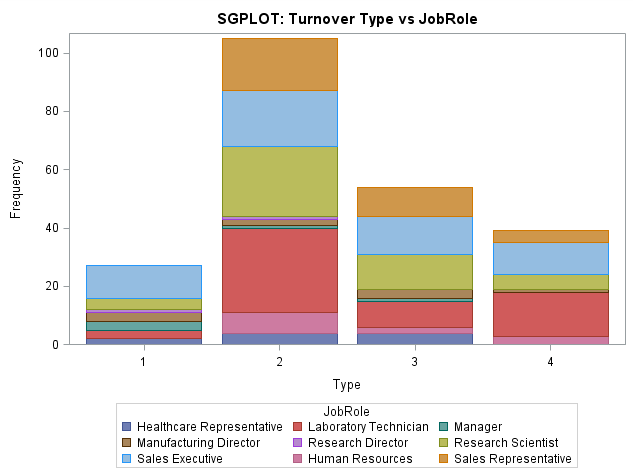 SGPLOT: Turnover Type vs JobRole
100
80
60
40
20
0
Frequency
1 2 3 4
Type
JobRole
Healthcare Representative Laboratory Technician Manager
Manufacturing Director Research Director Research Scientist
Sales Executive Human Resources Sales Representative